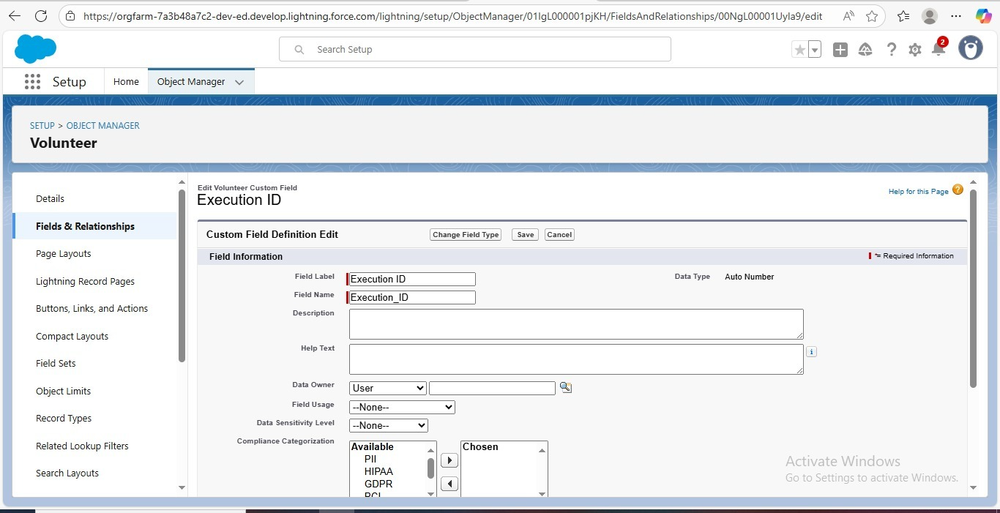 https://orgfarm-7a3b48a7c2-dev-ed.develop.lightning.force.com/lightning/setup/ObjectManager/01IgL000001pjKH/FieldsAndRelationships/00NgL00001Uyla9/edit
Search Setup
2
Setup
Home
Object Manager
SETUP > OBJECT MANAGER
Volunteer
Details
Fields & Relationships
Page Layouts
Lightning Record Pages
Buttons, Links, and Actions
Compact Layouts
Field Sets
Object Limits
Record Types
Related Lookup Filters
Search Layouts
Edit Volunteer Custom Field
Execution ID
Help for this Page ?
Custom Field Definition Edit
Change Field Type Save Cancel
Field Information
= Required Information
Field Label Execution ID
Data Type Auto Number
Field Name Execution_ID
Description
Help Text
i
Data Owner User
Field Usage --None--
Data Sensitivity Level --None--
Compliance Categorization
Available
PII
HIPAA
GDPR
PCI
Chosen
Activate Windows
Go to Settings to activate Windows.